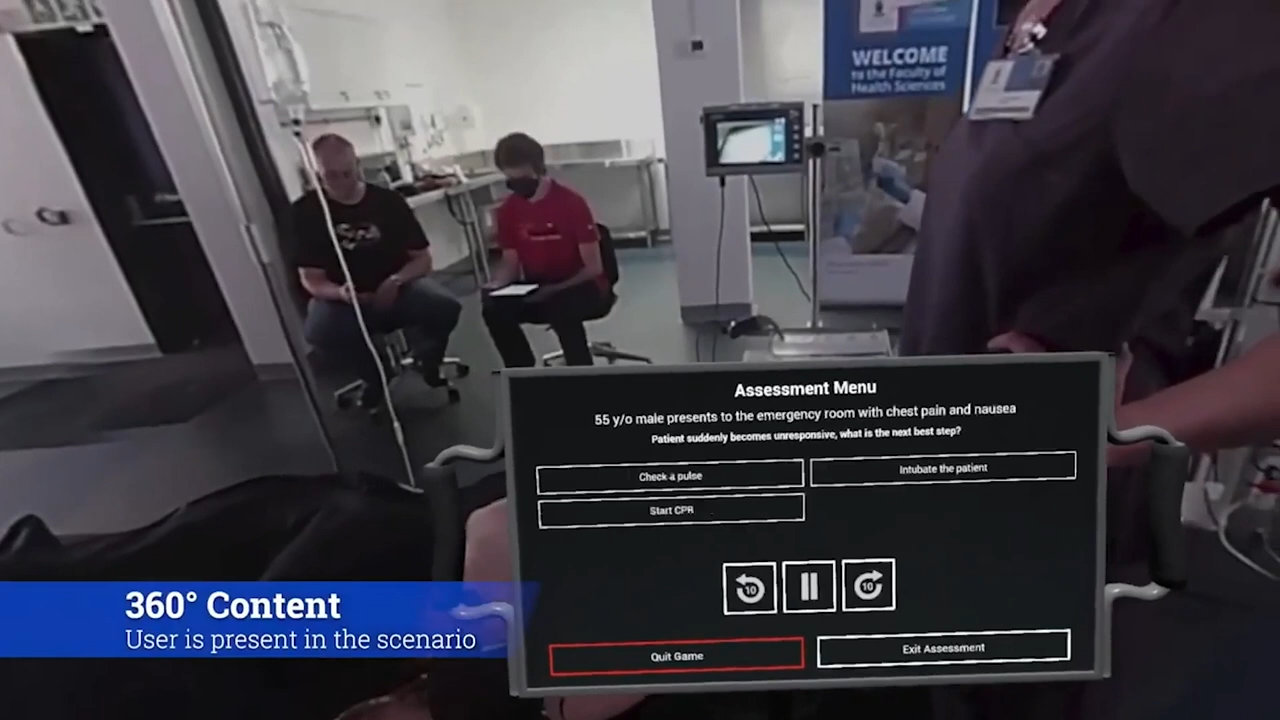 WELCOME
to the Faculty of
Health Sciences
Assessment Menu
55 y/o male presents to the emergency room with chest pain and nausea
Patient suddenly becomes unresponsive, what is the next best step?
Check a pulse
Intubate the patient
Start CPR
10
10
Quit Game
Exit Assessment
360° Content
User is present in the scenario